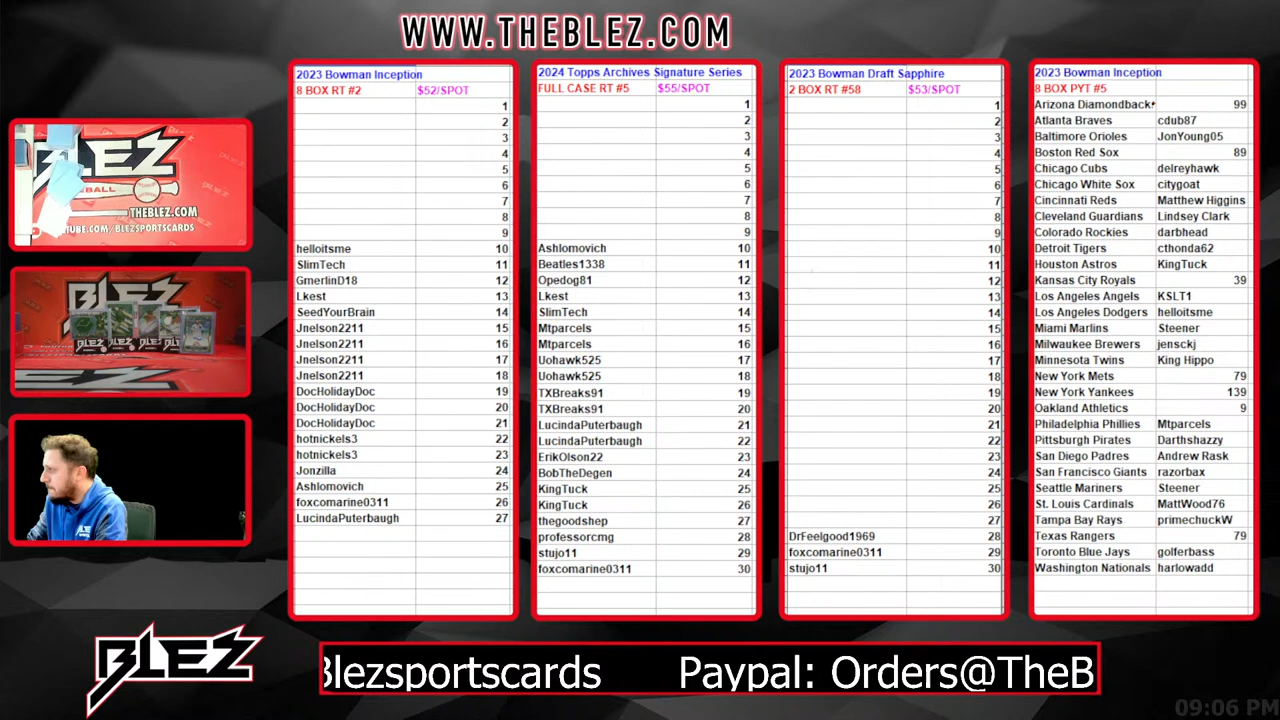 WWW.THEBLEZ.COM
BLEZ
THEBLEZ.COM
BLEZ
BLEZ
2023 Bowman Inception
8 BOX RT #2 $52/SPOT
1
2
3
4
5
6
7
8
9
helloitsme 10
SlimTech 11
GmerlinD18 12
Lkest 13
SeedYourBrain 14
Jnelson2211 15
Jnelson2211 16
Jnelson2211 17
Jnelson2211 18
DocHolidayDoc 19
DocHolidayDoc 20
DocHolidayDoc 21
hotnickels3 22
hotnickels3 23
Jonzilla 24
Ashlomovich 25
foxcomarine0311 26
LucindaPuterbaugh 27
2024 Topps Archives Signature Series
FULL CASE RT #5 $55/SPOT
1
2
3
4
5
6
7
8
9
Ashlomovich 10
Beatles1338 11
Opedog81 12
Lkest 13
SlimTech 14
Mtparcels 15
Mtparcels 16
Uohawk525 17
Uohawk525 18
TXBreaks91 19
TXBreaks91 20
LucindaPuterbaugh 21
LucindaPuterbaugh 22
ErikOlson22 23
BobTheDegen 24
KingTuck 25
KingTuck 26
thegoodshep 27
professorcmg 28
stujo11 29
foxcomarine0311 30
2023 Bowman Draft Sapphire
2 BOX RT #58 $53/SPOT
1
2
3
4
5
6
7
8
9
10
11
12
13
14
15
16
17
18
19
20
21
22
23
24
25
26
27
DrFeelgood1969 28
foxcomarine0311 29
stujo11 30
2023 Bowman Inception
8 BOX PYT #5
Arizona Diamondback 99
Atlanta Braves cdub87
Baltimore Orioles JonYoung05
Boston Red Sox 89
Chicago Cubs delreyhawk
Chicago White Sox citygoat
Cincinnati Reds Matthew Higgins
Cleveland Guardians Lindsey Clark
Colorado Rockies darbhead
Detroit Tigers cthonda62
Houston Astros KingTuck
Kansas City Royals 39
Los Angeles Angels KSLT1
Los Angeles Dodgers helloitsme
Miami Marlins Steener
Milwaukee Brewers jensckj
Minnesota Twins King Hippo
New York Mets 79
New York Yankees 139
Oakland Athletics 9
Philadelphia Phillies Mtparcels
Pittsburgh Pirates Darthshazzy
San Diego Padres Andrew Rask
San Francisco Giants razorbax
Seattle Mariners Steener
St. Louis Cardinals MattWood76
Tampa Bay Rays primechuckW
Texas Rangers 79
Toronto Blue Jays golferbass
Washington Nationals harlowadd
BLEZ
Blezsportscards Paypal: Orders@TheB
09:06 PM